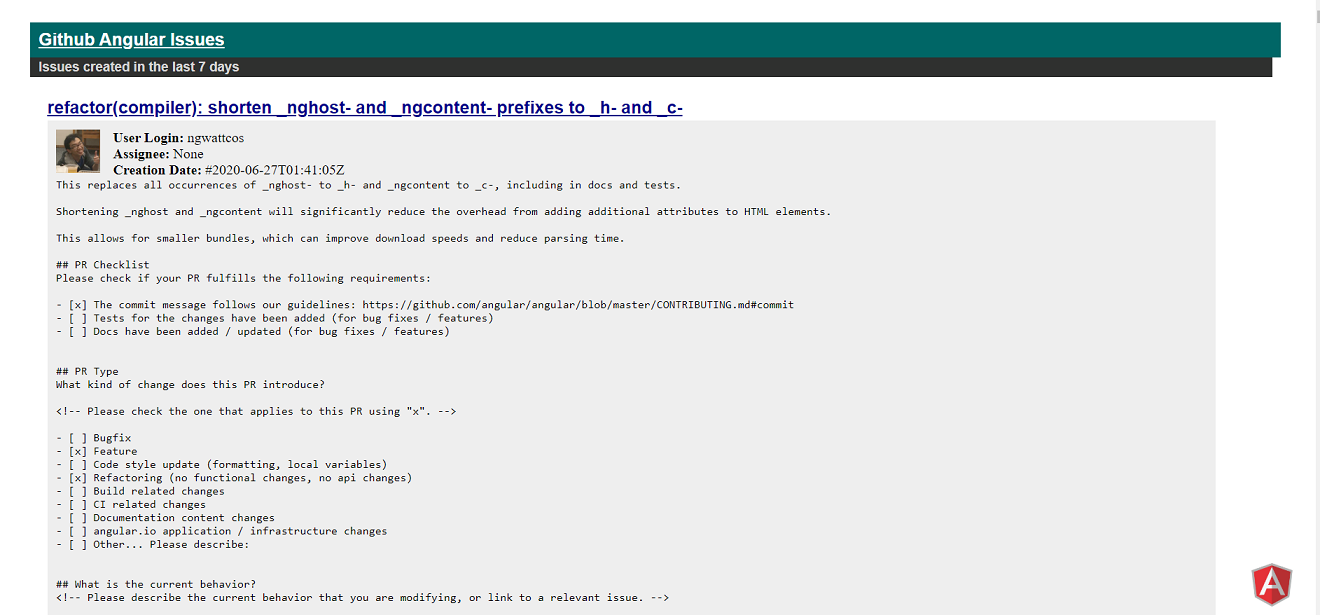 Github Angular Issues
Issues created in the last 7 days
refactor(compiler): shorten _nghost- and _ngcontent- prefixes to _h- and _c-
User Login: ngwattcos
Assignee: None
Creation Date: #2020-06-27T01:41:05Z
This replaces all occurrences of _nghost- to _h- and _ngcontent to _c-, including in docs and tests.
Shortening _nghost and _ngcontent will significantly reduce the overhead from adding additional attributes to HTML elements.
This allows for smaller bundles, which can improve download speeds and reduce parsing time.
## PR Checklist
Please check if your PR fulfills the following requirements:
- [x] The commit message follows our guidelines: https://github.com/angular/angular/blob/master/CONTRIBUTING.md#commit
- [ ] Tests for the changes have been added (for bug fixes / features)
- [ ] Docs have been added / updated (for bug fixes / features)
## PR Type
What kind of change does this PR introduce?
<!-- Please check the one that applies to this PR using "x". -->
- [ ] Bugfix
- [x] Feature
- [ ] Code style update (formatting, local variables)
- [x] Refactoring (no functional changes, no api changes)
- [ ] Build related changes
- [ ] CI related changes
- [ ] Documentation content changes
- [ ] angular.io application / infrastructure changes
- [ ] Other... Please describe:
## What is the current behavior?
<!-- Please describe the current behavior that you are modifying, or link to a relevant issue. -->
A